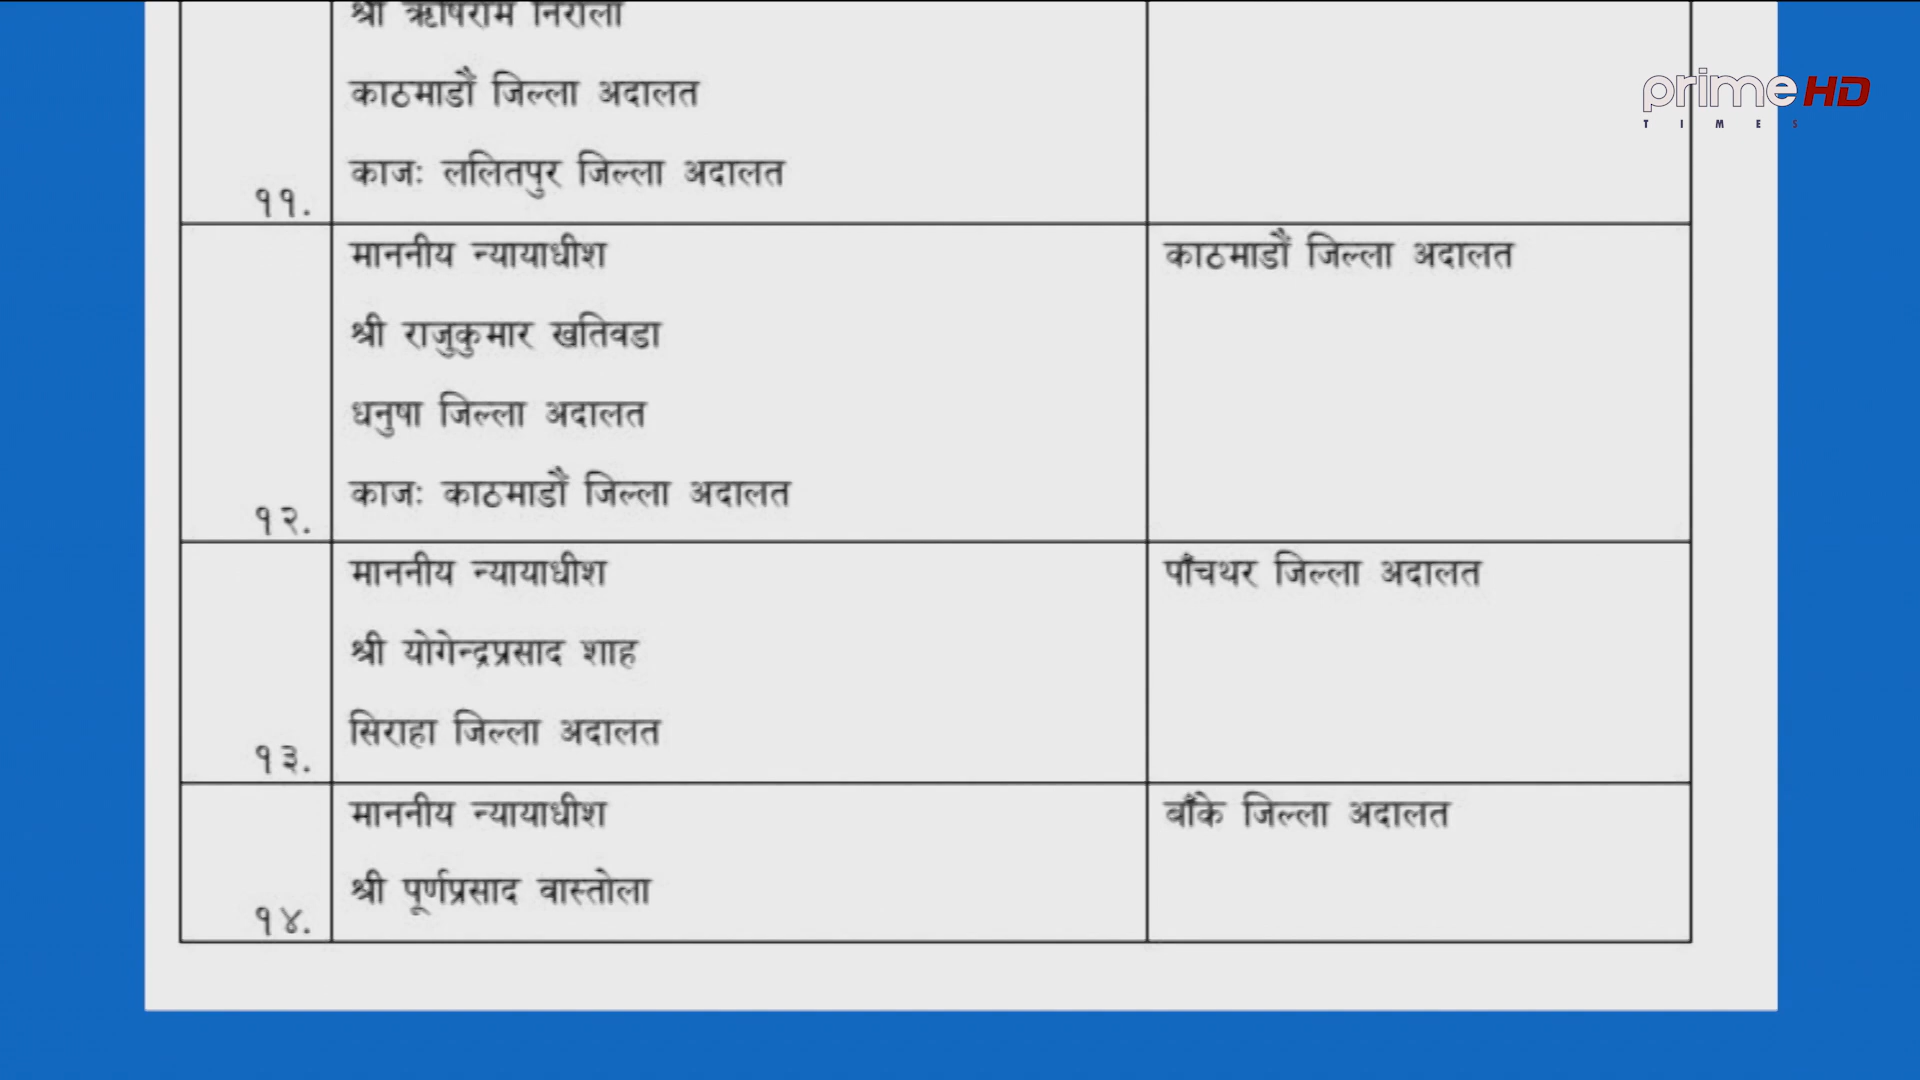 श्री ऋषिराम निरौला
काठमाडौं जिल्ला अदालत
काजः ललितपुर जिल्ला अदालत
११.
माननीय न्यायाधीश
श्री राजुकुमार खतिवडा
धनुषा जिल्ला अदालत
काजः काठमाडौं जिल्ला अदालत
१२.
काठमाडौं जिल्ला अदालत
माननीय न्यायाधीश
श्री योगेन्द्रप्रसाद शाह
सिराहा जिल्ला अदालत
१३.
पाँचथर जिल्ला अदालत
माननीय न्यायाधीश
श्री पूर्णप्रसाद वास्तोला
१४.
बाँके जिल्ला अदालत
prime HD
TIMES